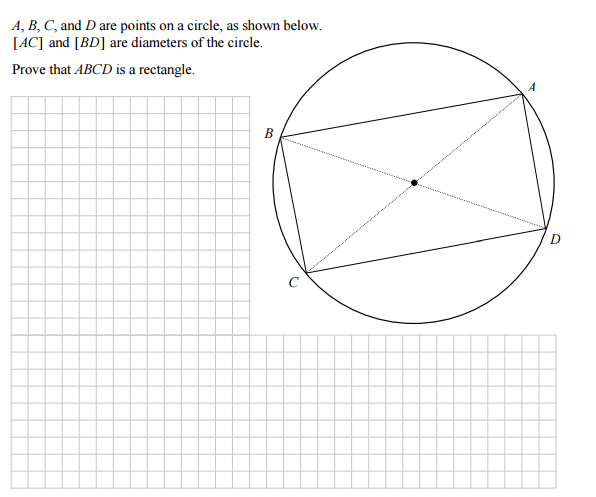 A, B, C, and D are points on a circle, as shown below.
[AC] and [BD] are diameters of the circle.
Prove that ABCD is a rectangle.
A
B
D
C